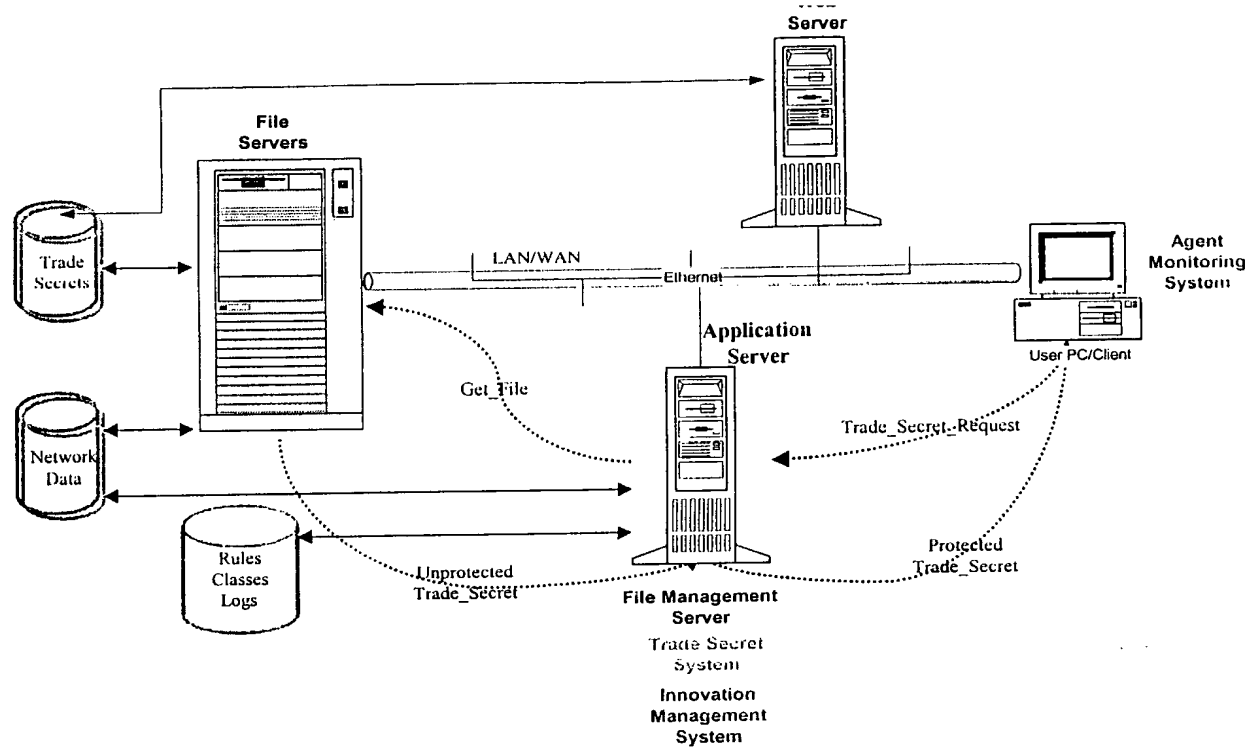 Server
File
Servers
Trade
Secrets
LAN/WAN
Ethernet
Agent
Monitoring
System
User PC/Client
Application
Server
Get_File
Trade_Secret_Request
Network
Data
Rules
Classes
Logs
Unprotected
Trade_Secret
Protected
Trade_Secret
File Management
Server
Trade Secret
System
Innovation
Management
System